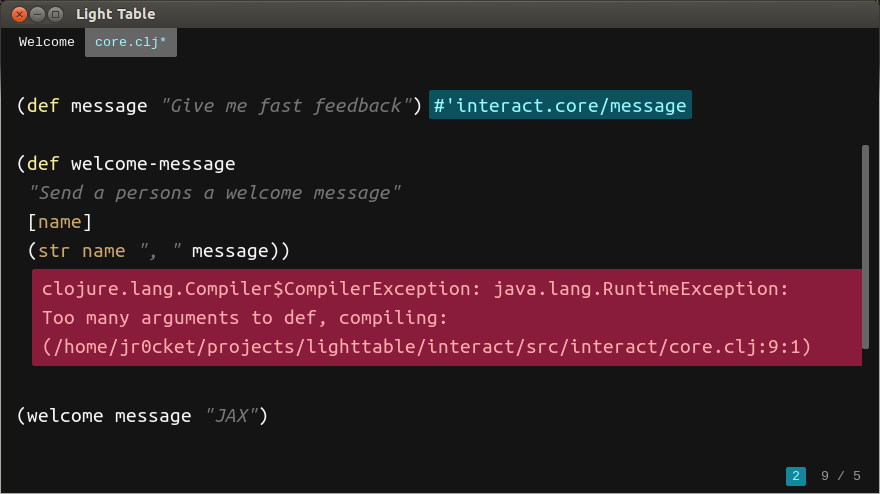 Light Table
Welcome core.clj*
(def message "Give me fast feedback") #'interact.core/message
(def welcome-message
"Send a persons a welcome message"
[name]
(str name ", " message))
clojure.lang.Compiler$CompilerException: java.lang.RuntimeException:
Too many arguments to def, compiling:
(/home/jr0cket/projects/lighttable/interact/src/interact/core.clj:9:1)
(welcome message "JAX")
2 9 / 5